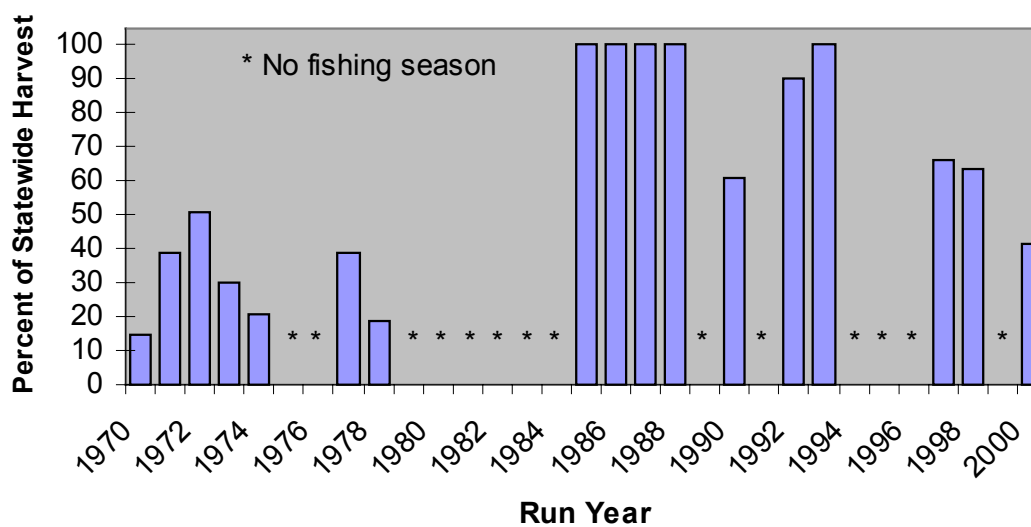 Percent of Statewide Harvest
100
90
80
70
60
50
40
30
20
10
0
* No fishing season
* * * * * * * * * * * * * *
1970 1972 1974 1976 1978 1980 1982 1984 1986 1988 1990 1992 1994 1996 1998 2000
Run Year